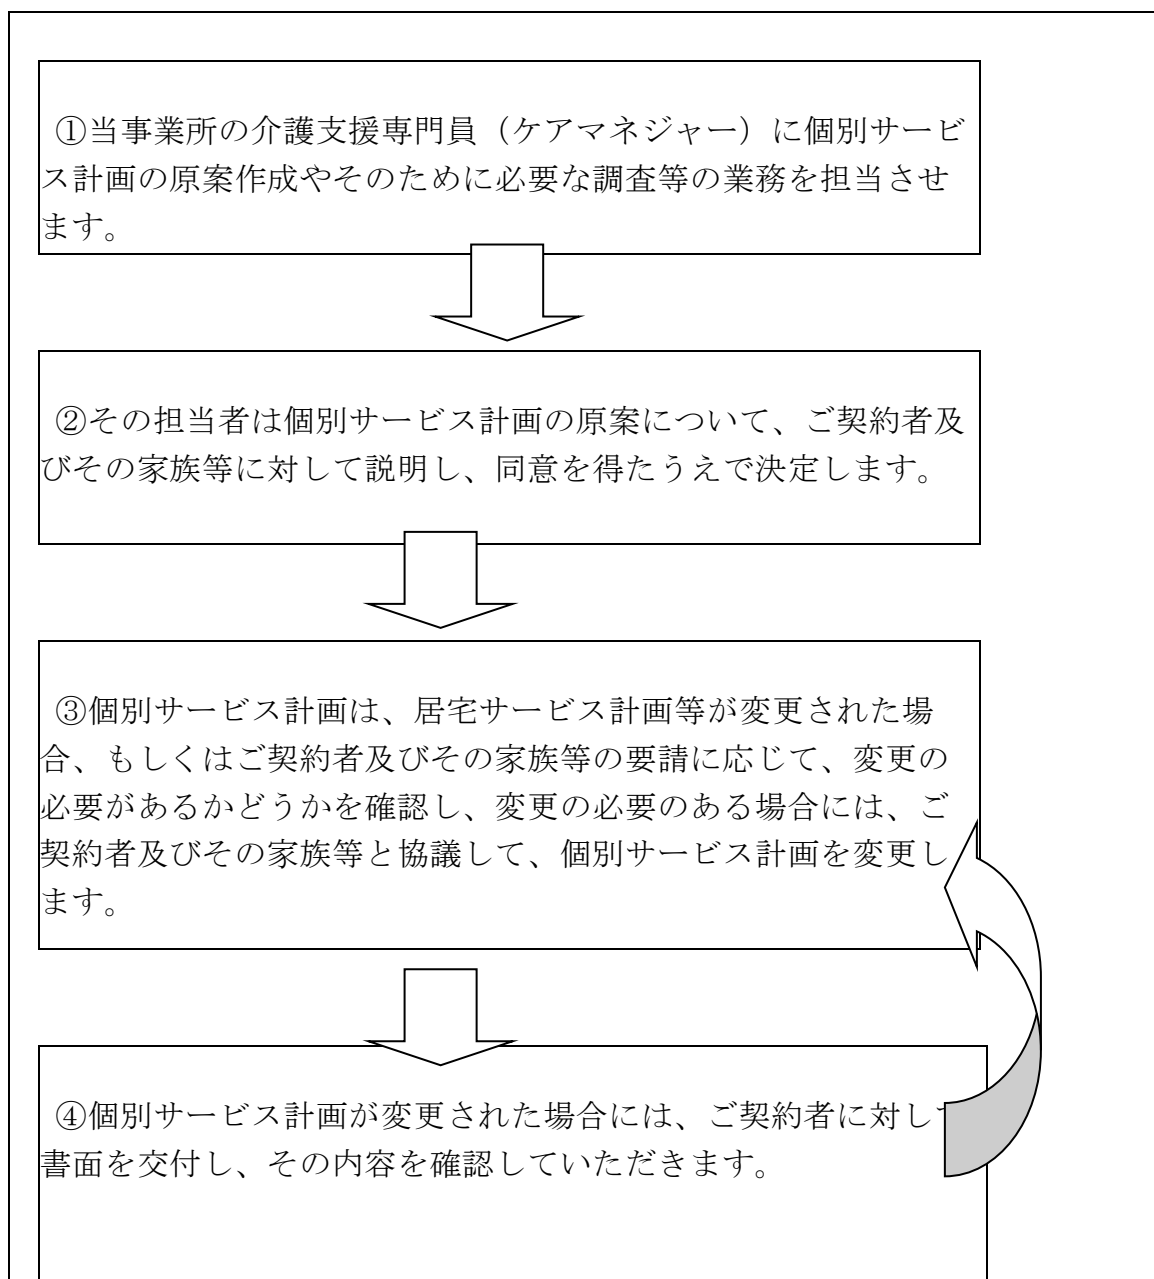 ①当事業所の介護支援専門員（ケアマネジャー）に個別サービ
ス計画の原案作成やそのために必要な調査等の業務を担当させ
ます。
②その担当者は個別サービス計画の原案について、ご契約者及
びその家族等に対して説明し、同意を得たうえで決定します。
③個別サービス計画は、居宅サービス計画等が変更された場
合、もしくはご契約者及びその家族等の要請に応じて、変更の
必要があるかどうかを確認し、変更の必要のある場合には、ご
契約者及びその家族等と協議して、個別サービス計画を変更し
ます。
④個別サービス計画が変更された場合には、ご契約者に対して
書面を交付し、その内容を確認していただきます。